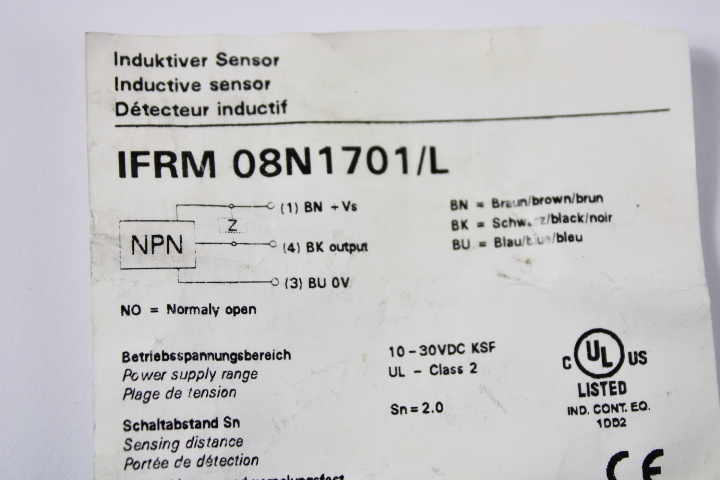 Induktiver Sensor
Inductive sensor
Détecteur inductif
IFRM 08N1701/L
(1) BN +Vs
Z
NPN
(4) BK output
(3) BU 0V
BN = Braun/brown/brun
BK = Schwarz/black/noir
BU = Blau/blue/bleu
NO = Normaly open
Betriebsspannungsbereich
Power supply range
Plage de tension
10-30VDC KSF
UL - Class 2
Schaltabstand Sn
Sensing distance
Portée de détection
Sn = 2.0
C UL US
LISTED
IND. CONT. EQ.
1DD2
CE